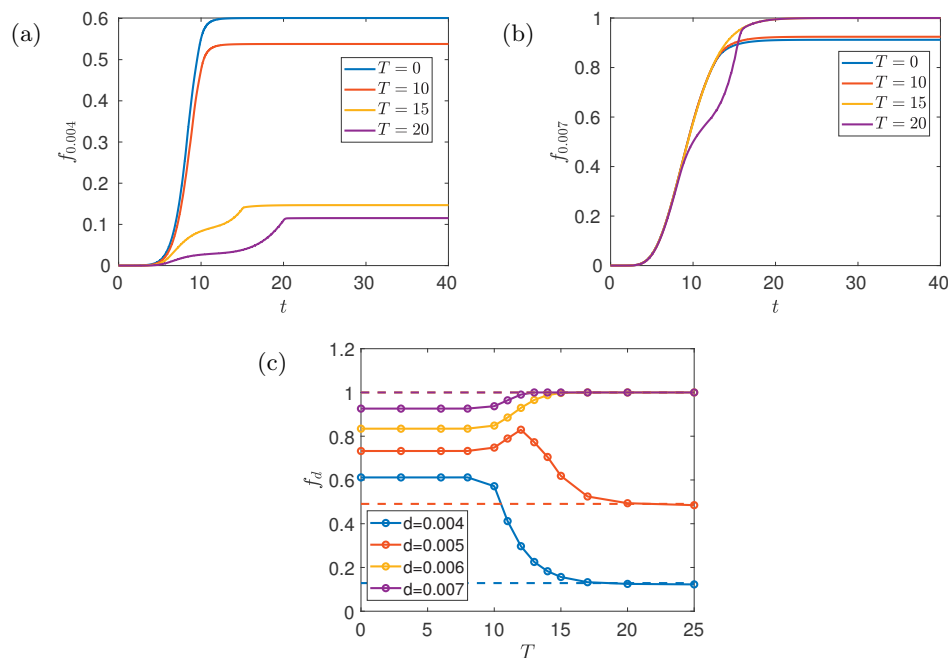 (a)
0.6
0.5
0.4
0.3
0.2
0.1
0
f0.004
T = 0
T = 10
T = 15
T = 20
0 10 20 30 40
t
(b)
1
0.8
0.6
0.4
0.2
0
f0.007
T = 0
T = 10
T = 15
T = 20
0 10 20 30 40
t
(c)
1.2
1
0.8
0.6
0.4
0.2
0
fd
d=0.004
d=0.005
d=0.006
d=0.007
0 5 10 15 20 25
T